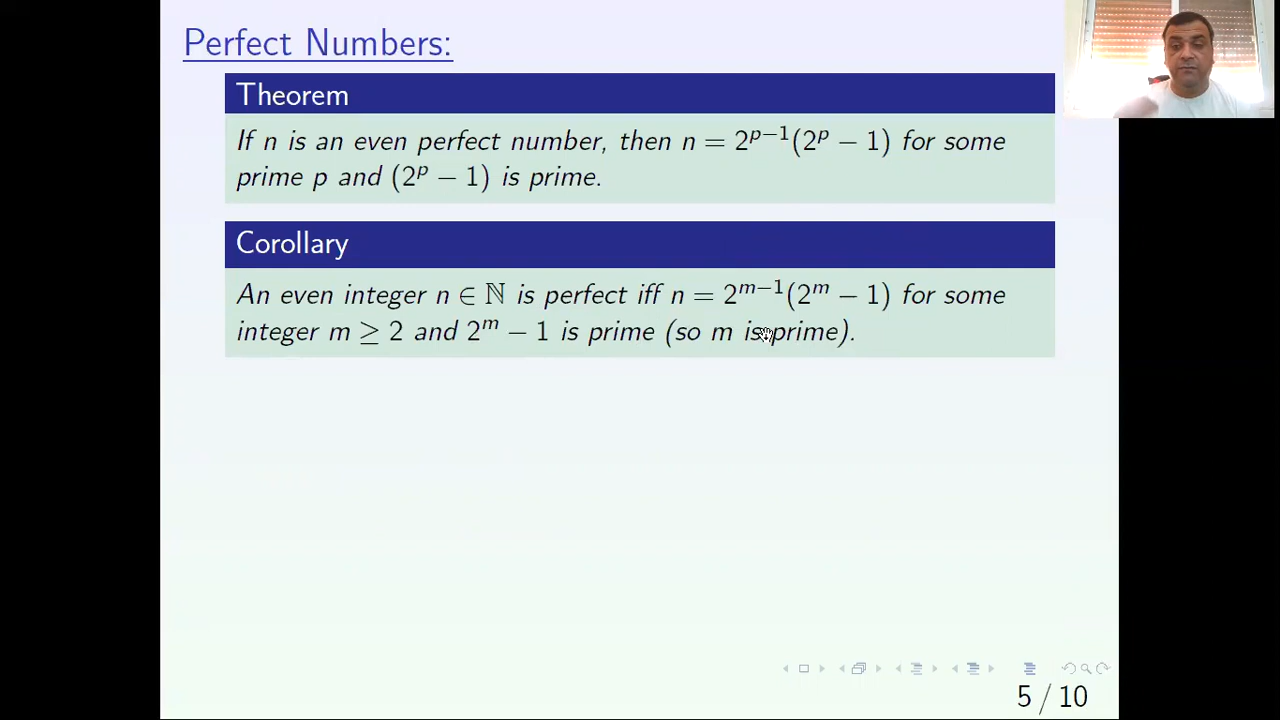 Perfect Numbers:
Theorem
If n is an even perfect number, then n = 2^{p−1}(2^p − 1) for some
prime p and (2^p − 1) is prime.
Corollary
An even integer n ∈ ℕ is perfect iff n = 2^{m−1}(2^m − 1) for some
integer m ≥ 2 and 2^m − 1 is prime (so m is prime).
5 / 10